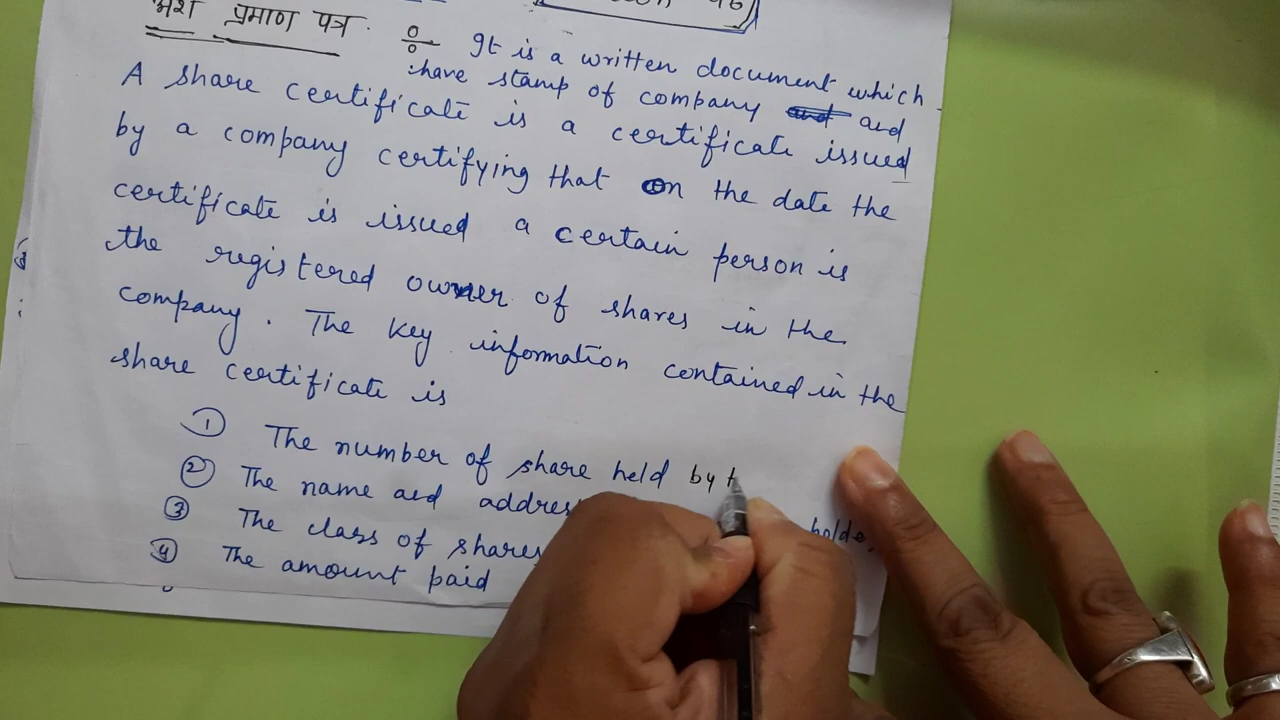 अंश प्रमाण पत्र. ÷ It is a written document which
have stamp of company and
A share certificate is a certificate issued
by a company certifying that on the date the
certificate is issued a certain person is
the registered owner of shares in the
company. The key information contained in the
share certificate is
① The number of share held by t
② The name and address holder
③ The class of shares
④ The amount paid